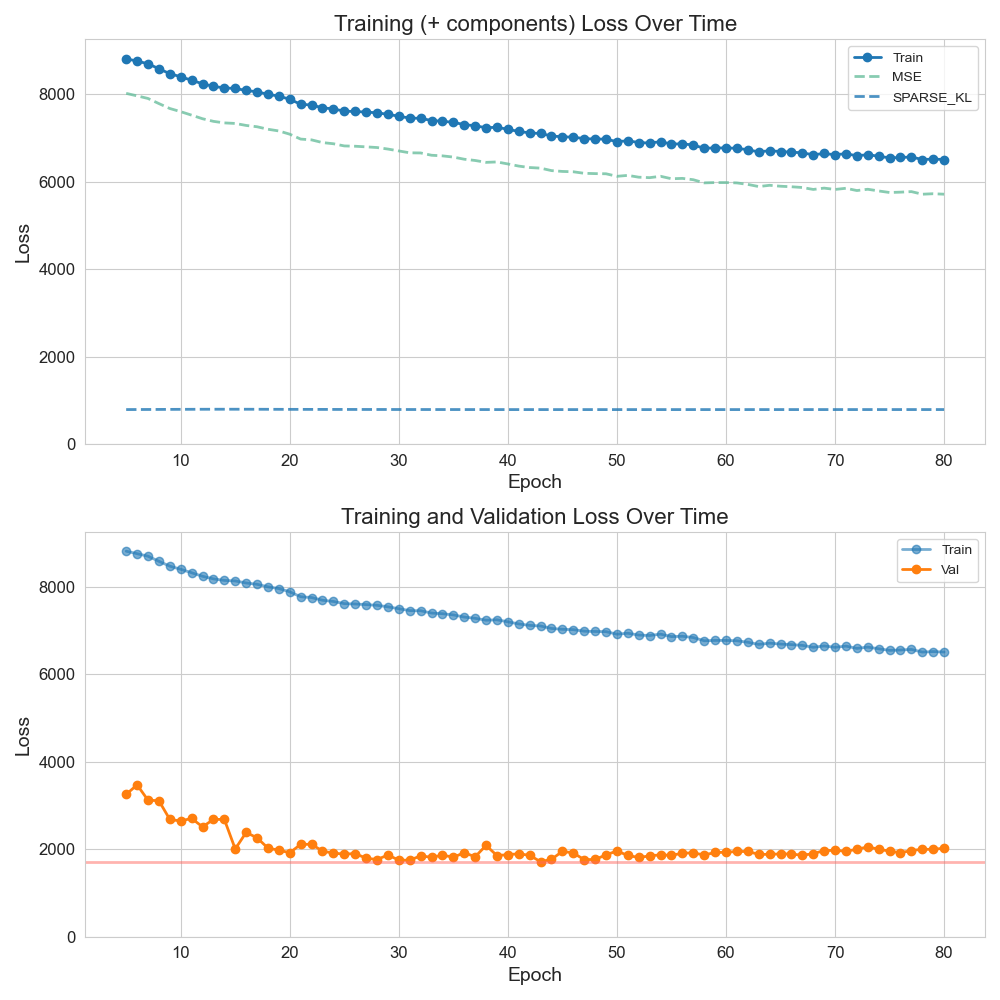 Training (+ components) Loss Over Time
Train
MSE
SPARSE_KL
Loss
8000
6000
4000
2000
0
10 20 30 40 50 60 70 80
Epoch
Training and Validation Loss Over Time
Train
Val
Loss
8000
6000
4000
2000
0
10 20 30 40 50 60 70 80
Epoch